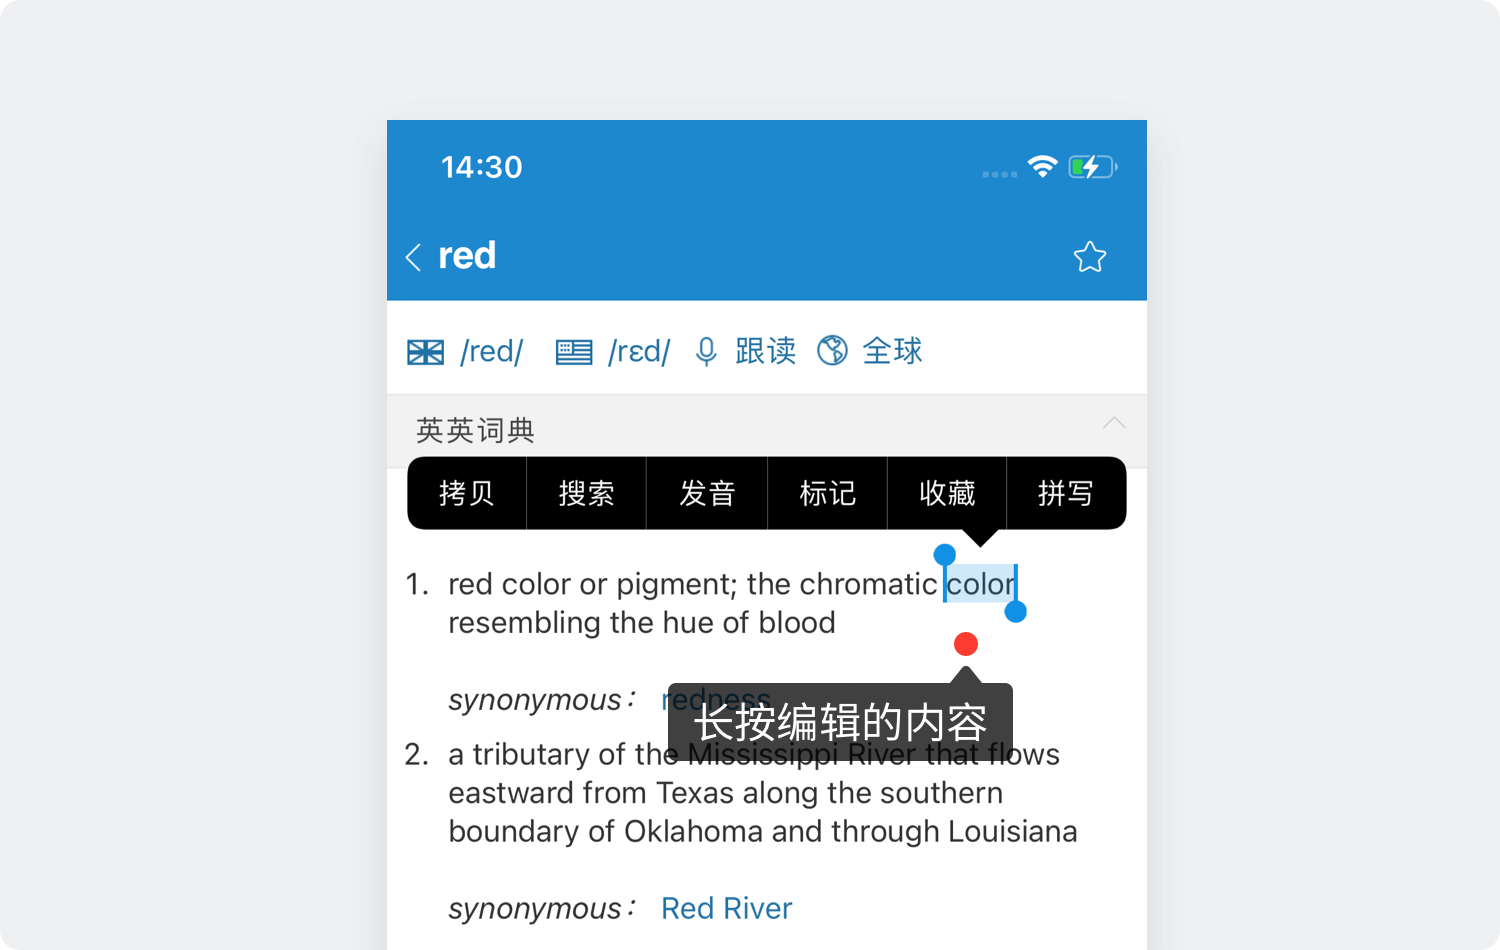 14:30
red
/red/ /rɛd/ 跟读 全球
英英词典
拷贝 搜索 发音 标记 收藏 拼写
1. red color or pigment; the chromatic color
resembling the hue of blood
synonymous: redness
长按编辑的内容
2. a tributary of the Mississippi River that flows
eastward from Texas along the southern
boundary of Oklahoma and through Louisiana
synonymous: Red River